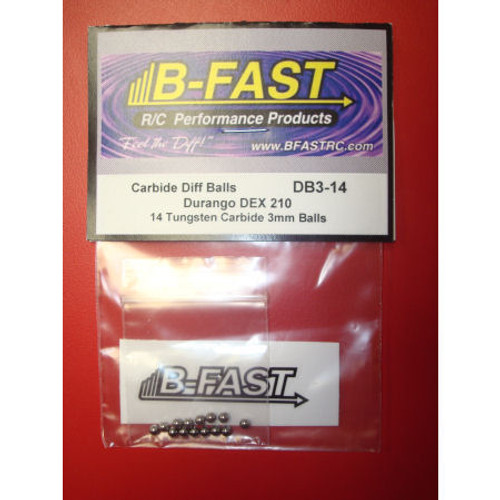 B-FAST
R/C Performance Products
Feel the Diff!™
www.BFASTRC.com
Carbide Diff Balls DB3-14
Durango DEX 210
14 Tungsten Carbide 3mm Balls
B-FAST